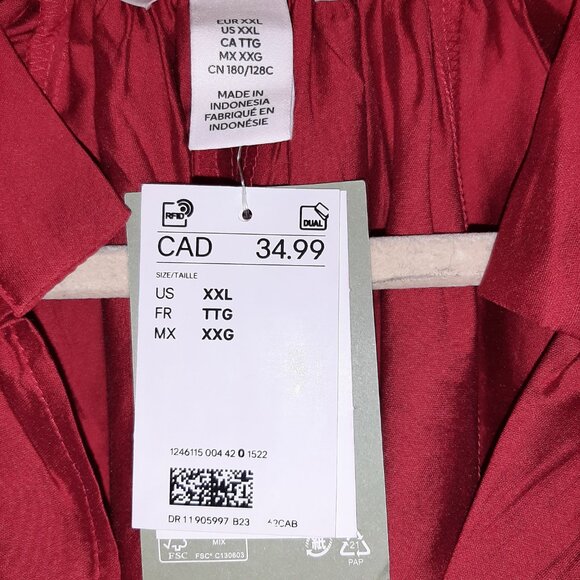 EUR XXL
US XXL
CA TTG
MX XXG
CN 180/128C
MADE IN
INDONESIA
FABRIQUÉ EN
INDONÉSIE
RFID
DUAL
CAD 34.99
SIZE/TAILLE
US XXL
FR TTG
MX XXG
1246115 004 42 0 1522
DR 11905997 B23
FSC
MIX
FSC® C130603
21
PAP